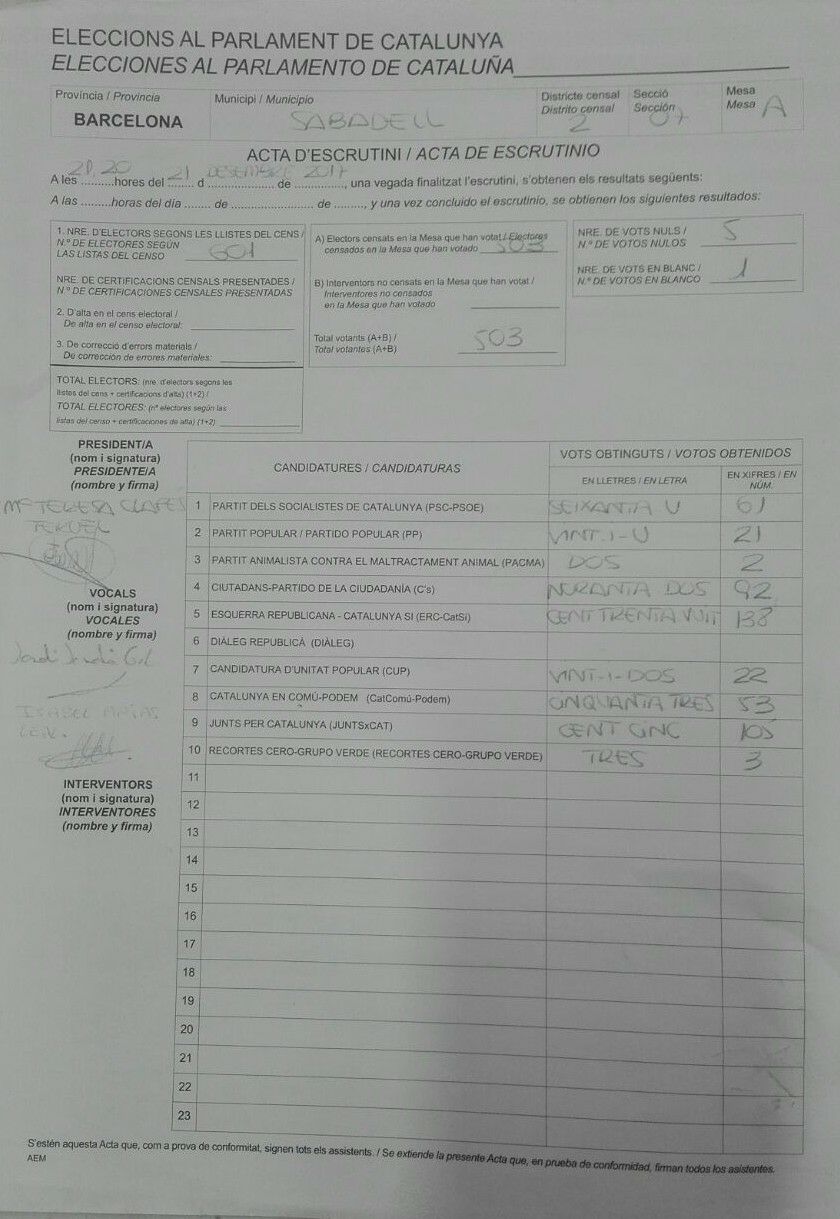 ELECCIONS AL PARLAMENT DE CATALUNYA
ELECCIONES AL PARLAMENTO DE CATALUÑA
Provincia / Provincia
BARCELONA
Municipi / Municipio
SABADELL
Districte censal
Distrito censal
2
Secció
Sección
07
Mesa
Mesa A
ACTA D'ESCRUTINI / ACTA DE ESCRUTINIO
A les 21,20 hores del 21 d DESEMBRE de 2017, una vegada finalitzat l'escrutini, s'obtenen els resultats següents:
A las .........horas del día ....... de ...................... de ........, y una vez concluido el escrutinio, se obtienen los siguientes resultados:
1. NRE. D'ELECTORS SEGONS LES LLISTES DEL CENS /
N.º DE ELECTORES SEGÚN
LAS LISTAS DEL CENSO 601
NRE. DE CERTIFICACIONS CENSALS PRESENTADES /
N.º DE CERTIFICACIONES CENSALES PRESENTADAS
2. D'alta en el cens electoral /
De alta en el censo electoral:
3. De correcció d'errors materials /
De corrección de errores materiales:
TOTAL ELECTORS: (nre. d'electors segons les
llistes del cens + certificacions d'alta) (1+2) /
TOTAL ELECTORES: (nº electores según las
listas del censo + certificaciones de alta) (1+2)
A) Electors censats en la Mesa que han votat / Electores
censados en la Mesa que han votado 503
B) Interventors no censats en la Mesa que han votat /
Interventores no censados
en la Mesa que han votado
Total votants (A+B) /
Total votantes (A+B) 503
NRE. DE VOTS NULS /
N.º DE VOTOS NULOS 5
NRE. DE VOTS EN BLANC /
N.º DE VOTOS EN BLANCO 1
PRESIDENT/A
(nom i signatura)
PRESIDENTE/A
(nombre y firma)
Mª TERESA CLAPES
TERUEL
VOCALS
(nom i signatura)
VOCALES
(nombre y firma)
Jordi
ISABEL
INTERVENTORS
(nom i signatura)
INTERVENTORES
(nombre y firma)
CANDIDATURES / CANDIDATURAS
VOTS OBTINGUTS / VOTOS OBTENIDOS
EN LLETRES / EN LETRA
EN XIFRES / EN NÚM.
1 PARTIT DELS SOCIALISTES DE CATALUNYA (PSC-PSOE) SEIXANTA U 61
2 PARTIT POPULAR / PARTIDO POPULAR (PP) VINT-I-U 21
3 PARTIT ANIMALISTA CONTRA EL MALTRACTAMENT ANIMAL (PACMA) DOS 2
4 CIUTADANS-PARTIDO DE LA CIUDADANÍA (C's) NORANTA DOS 92
5 ESQUERRA REPUBLICANA - CATALUNYA SI (ERC-CatSí) CENT TRENTA VUIT 138
6 DIÀLEG REPUBLICÀ (DIÀLEG)
7 CANDIDATURA D'UNITAT POPULAR (CUP) VINT-I-DOS 22
8 CATALUNYA EN COMÚ-PODEM (CatComú-Podem) CINQUANTA TRES 53
9 JUNTS PER CATALUNYA (JUNTSxCAT) CENT CINC 105
10 RECORTES CERO-GRUPO VERDE (RECORTES CERO-GRUPO VERDE) TRES 3
11
12
13
14
15
16
17
18
19
20
21
22
23
S'estén aquesta Acta que, com a prova de conformitat, signen tots els assistents. / Se extiende la presente Acta que, en prueba de conformidad, firman todos los asistentes.
AEM